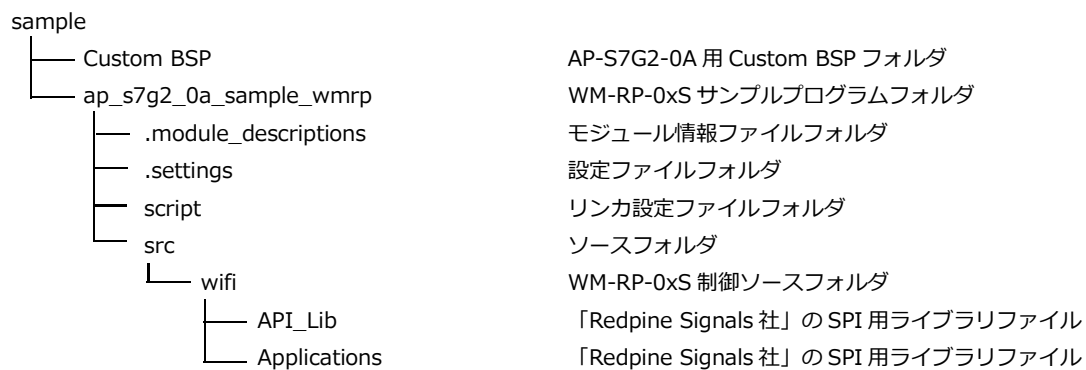 sample
Custom BSP AP-S7G2-0A 用 Custom BSP フォルダ
ap_s7g2_0a_sample_wmrp WM-RP-0xS サンプルプログラムフォルダ
.module_descriptions モジュール情報ファイルフォルダ
.settings 設定ファイルフォルダ
script リンカ設定ファイルフォルダ
src ソースフォルダ
wifi WM-RP-0xS 制御ソースフォルダ
API_Lib 「Redpine Signals 社」の SPI 用ライブラリファイル
Applications 「Redpine Signals 社」の SPI 用ライブラリファイル